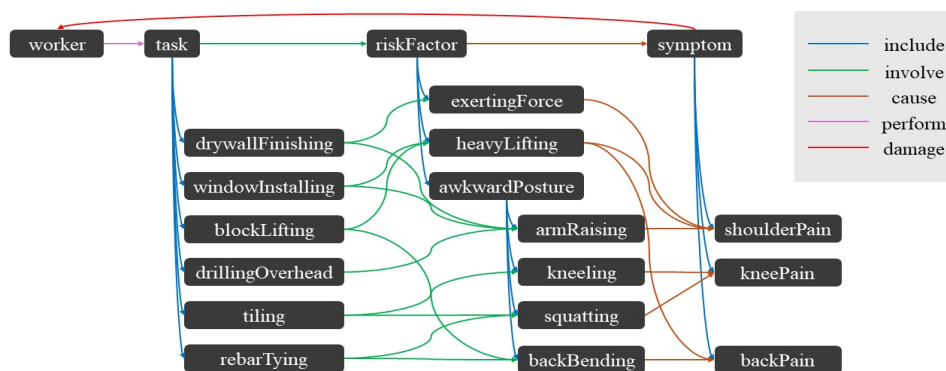 worker
task
riskFactor
symptom
include
involve
cause
perform
damage
exertingForce
drywallFinishing
heavyLifting
windowInstalling
awkwardPosture
blockLifting
armRaising
shoulderPain
drillingOverhead
kneeling
kneePain
tiling
squatting
rebarTying
backBending
backPain